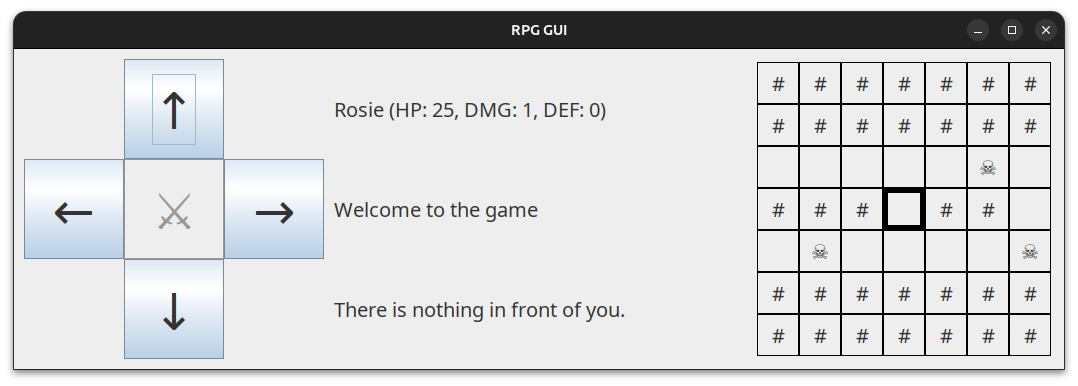 RPG GUI
↑
Rosie (HP: 25, DMG: 1, DEF: 0)
← ⚔ →
Welcome to the game
↓
There is nothing in front of you.
# # # # # # #
# # # # # # #
☠
# # # # #
☠ ☠
# # # # # # #
# # # # # # #